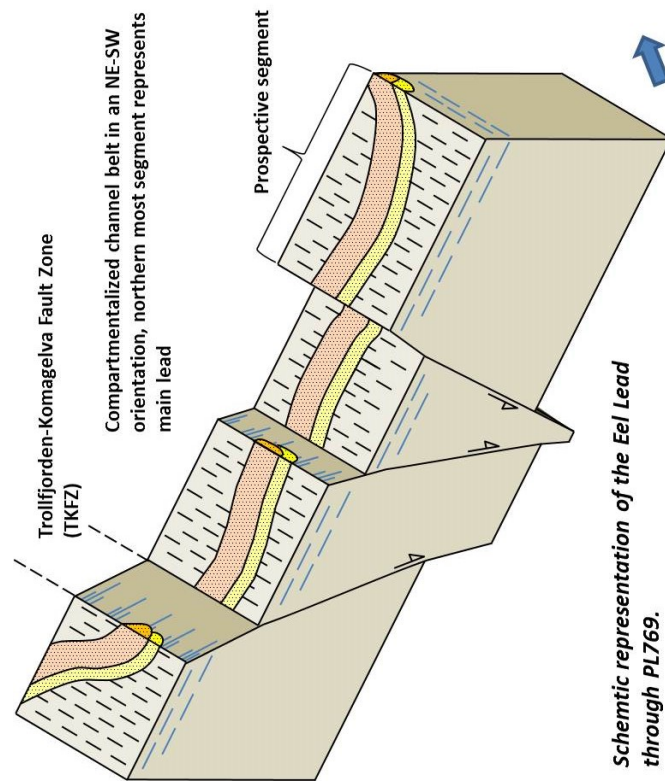 Trollfjorden-Komagelva Fault Zone
(TKFZ)
Compartmentalized channel belt in an NE-SW
orientation, northern most segment represents
main lead
Prospective segment
Schemtic representation of the Eel Lead
through PL769.